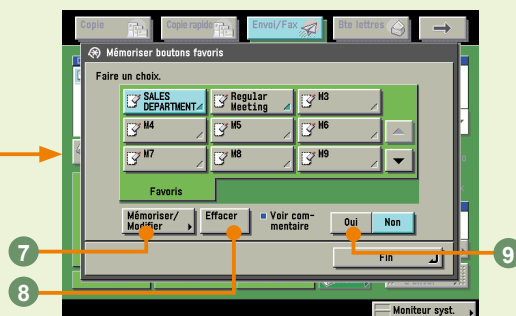 Copie
Copie rapide
Envoi/Fax
Bte lettres
Mémoriser boutons favoris
Faire un choix.
SALES DEPARTMENT
Regular Meeting
M3
M4
M5
M6
M7
M8
M9
Favoris
Mémoriser/
Modifier
Effacer
Voir com-
mentaire
Oui
Non
7
8
9
Fin
Moniteur syst.